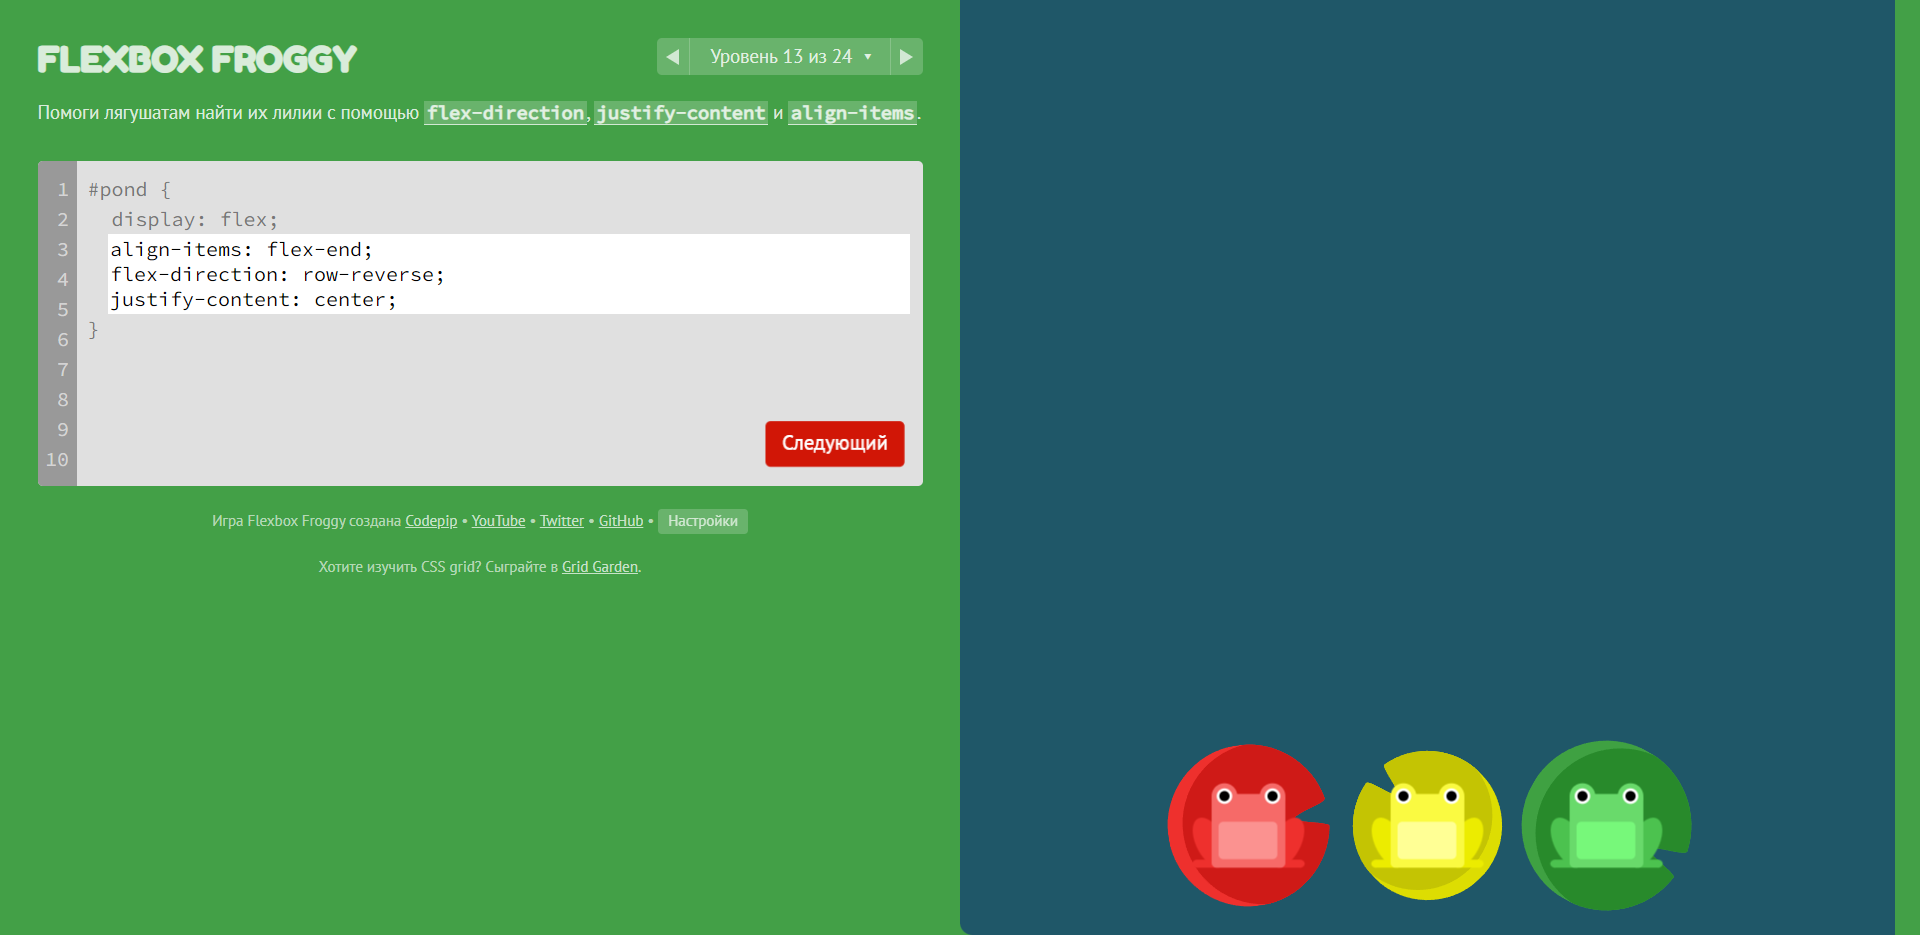 FLEXBOX FROGGY
Уровень 13 из 24
Помоги лягушатам найти их лилии с помощью flex-direction, justify-content и align-items.
1 #pond {
2 display: flex;
3 align-items: flex-end;
4 flex-direction: row-reverse;
5 justify-content: center;
6 }
7
8
9
10
Следующий
Игра Flexbox Froggy создана Codepip • YouTube • Twitter • GitHub • Настройки
Хотите изучить CSS grid? Сыграйте в Grid Garden.